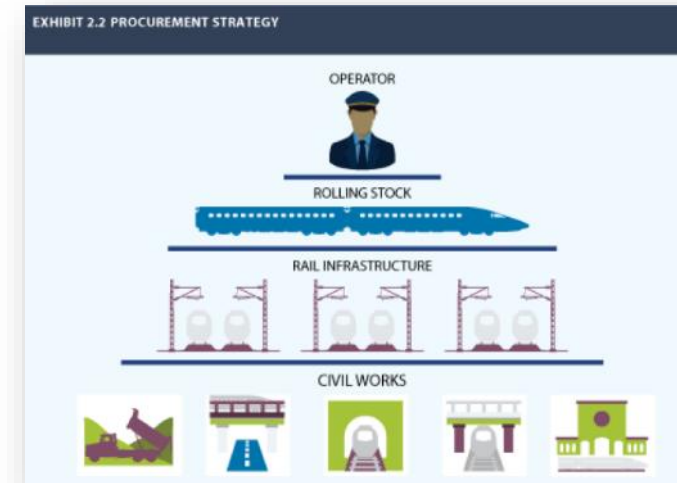 EXHIBIT 2.2 PROCUREMENT STRATEGY
OPERATOR
ROLLING STOCK
RAIL INFRASTRUCTURE
CIVIL WORKS